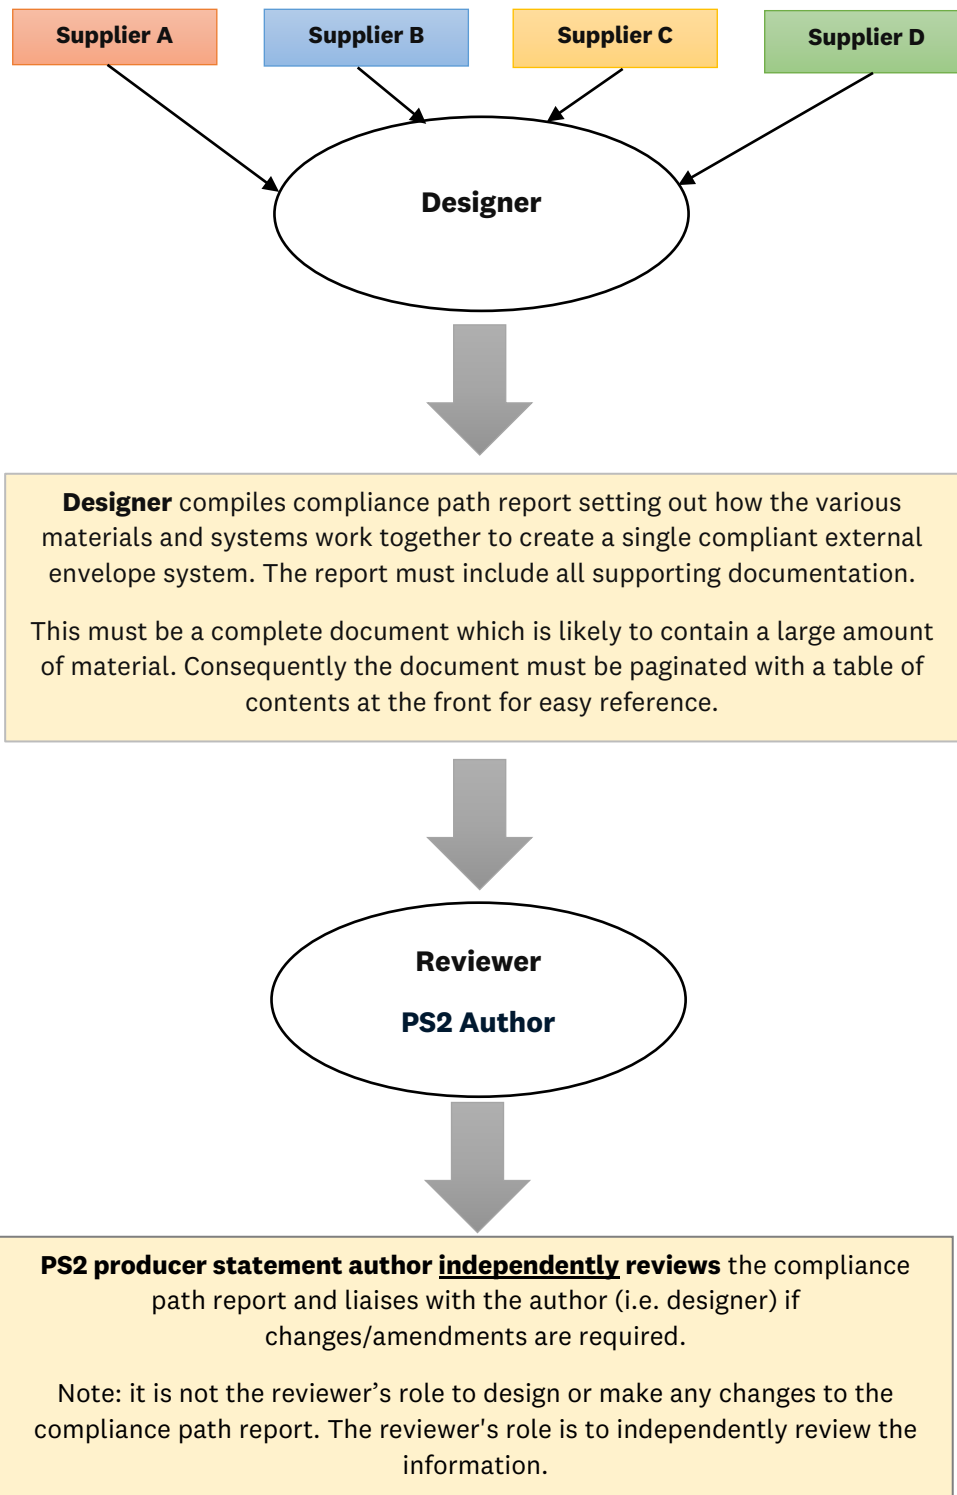 Supplier A
Supplier B
Supplier C
Supplier D
Designer
Designer compiles compliance path report setting out how the various
materials and systems work together to create a single compliant external
envelope system. The report must include all supporting documentation.
This must be a complete document which is likely to contain a large amount
of material. Consequently the document must be paginated with a table of
contents at the front for easy reference.
Reviewer
PS2 Author
PS2 producer statement author independently reviews the compliance
path report and liaises with the author (i.e. designer) if
changes/amendments are required.
Note: it is not the reviewer’s role to design or make any changes to the
compliance path report. The reviewer's role is to independently review the
information.